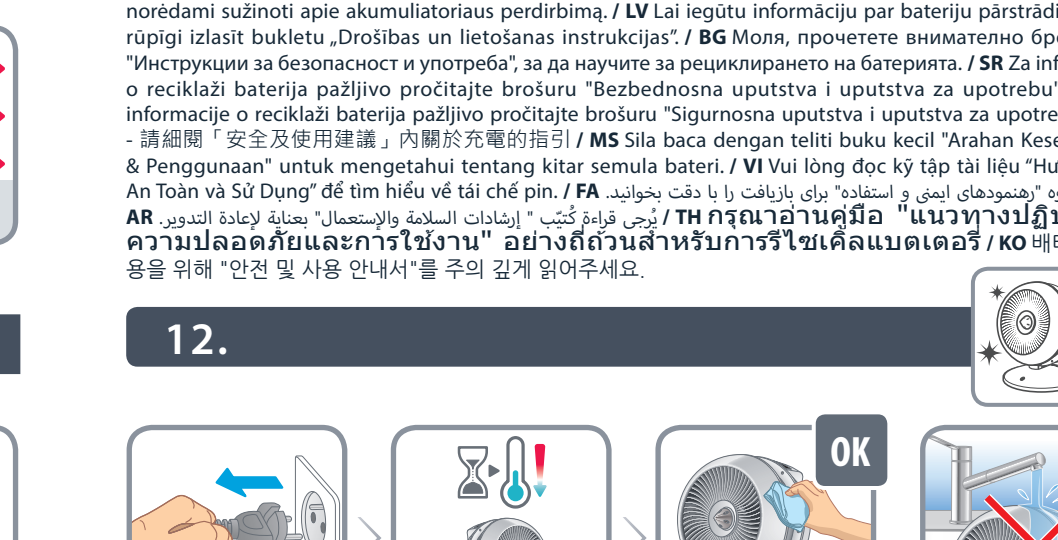 norėdami sužinoti apie akumuliatoriaus perdirbimą. / LV Lai iegūtu informāciju par bateriju pārstrādi
rūpīgi izlasīt bukletu „Drošības un lietošanas instrukcijas”. / BG Моля, прочетете внимателно
"Инструкции за безопасност и употреба", за да научите за рециклирането на батерията. / SR Za
o reciklaži baterija pažljivo pročitajte brošuru "Bezbednosna uputstva i uputstva za upotrebu"
informacije o reciklaži baterija pažljivo pročitajte brošuru "Sigurnosna uputstva i uputstva za
- 請細閱「安全及使用建議」內關於充電的指引 / MS Sila baca dengan teliti buku kecil "Arahan
& Penggunaan" untuk mengetahui tentang kitar semula bateri. / VI Vui lòng đọc kỹ tập tài liệu
An Toàn và Sử Dụng” để tìm hiểu về tái chế pin. / FA .وه "رهنمودهای ایمنی و استفاده" برای بازیافت را با دقت بخوانید
AR .يُرجى قراءة كُتيّب " إرشادات السلامة والإستعمال" بعناية لإعادة التدوير / TH กรุณาอ่านคู่มือ "แนวทางปฏิบ
ความปลอดภัยและการใช้งาน" อย่างถี่ถ้วนสำหรับการรีไซเคิลแบตเตอรี่ / KO
용을 위해 "안전 및 사용 안내서"를 주의 깊게 읽어주세요.
12.
OK